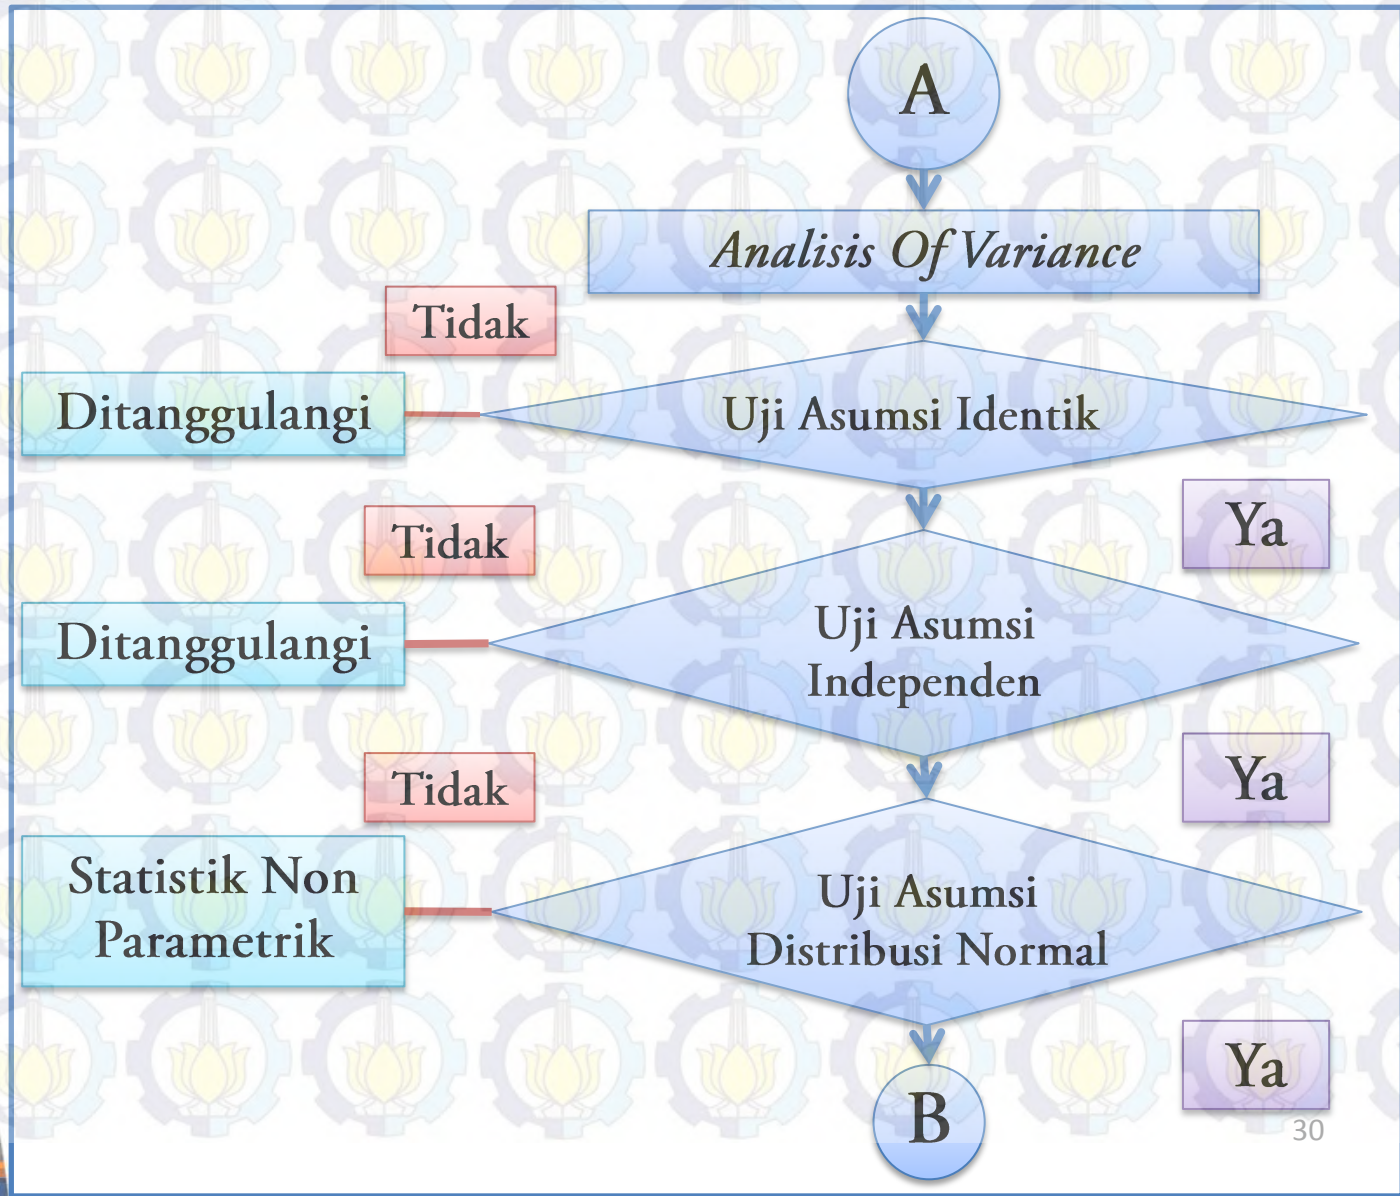 A
Analisis Of Variance
Tidak
Ditanggulangi
Uji Asumsi Identik
Ya
Tidak
Ditanggulangi
Uji Asumsi
Independen
Ya
Tidak
Statistik Non
Parametrik
Uji Asumsi
Distribusi Normal
Ya
B
30